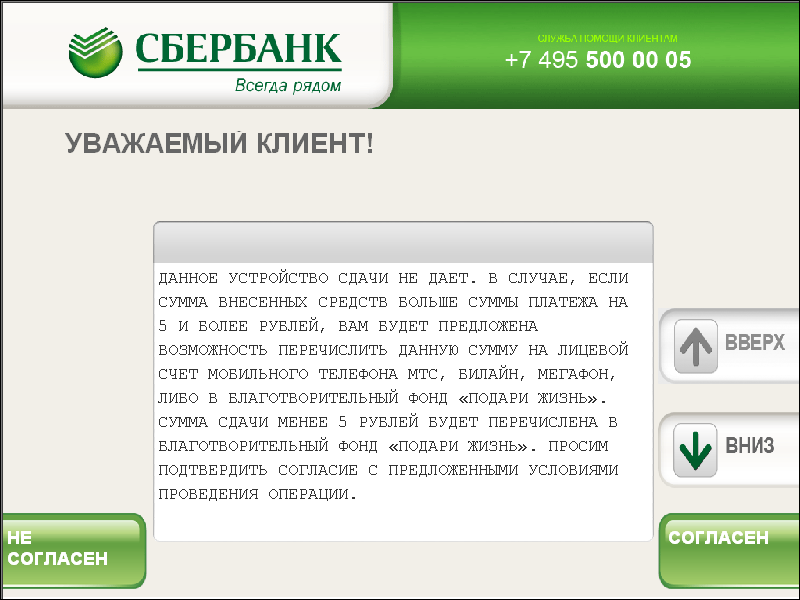 СБЕРБАНК
Всегда рядом
СЛУЖБА ПОМОЩИ КЛИЕНТАМ
+7 495 500 00 05
УВАЖАЕМЫЙ КЛИЕНТ!
ДАННОЕ УСТРОЙСТВО СДАЧИ НЕ ДАЕТ. В СЛУЧАЕ, ЕСЛИ
СУММА ВНЕСЕННЫХ СРЕДСТВ БОЛЬШЕ СУММЫ ПЛАТЕЖА НА
5 И БОЛЕЕ РУБЛЕЙ, ВАМ БУДЕТ ПРЕДЛОЖЕНА
ВОЗМОЖНОСТЬ ПЕРЕЧИСЛИТЬ ДАННУЮ СУММУ НА ЛИЦЕВОЙ
СЧЕТ МОБИЛЬНОГО ТЕЛЕФОНА МТС, БИЛАЙН, МЕГАФОН,
ЛИБО В БЛАГОТВОРИТЕЛЬНЫЙ ФОНД «ПОДАРИ ЖИЗНЬ».
СУММА СДАЧИ МЕНЕЕ 5 РУБЛЕЙ БУДЕТ ПЕРЕЧИСЛЕНА В
БЛАГОТВОРИТЕЛЬНЫЙ ФОНД «ПОДАРИ ЖИЗНЬ». ПРОСИМ
ПОДТВЕРДИТЬ СОГЛАСИЕ С ПРЕДЛОЖЕННЫМИ УСЛОВИЯМИ
ПРОВЕДЕНИЯ ОПЕРАЦИИ.
ВВЕРХ
ВНИЗ
НЕ
СОГЛАСЕН
СОГЛАСЕН